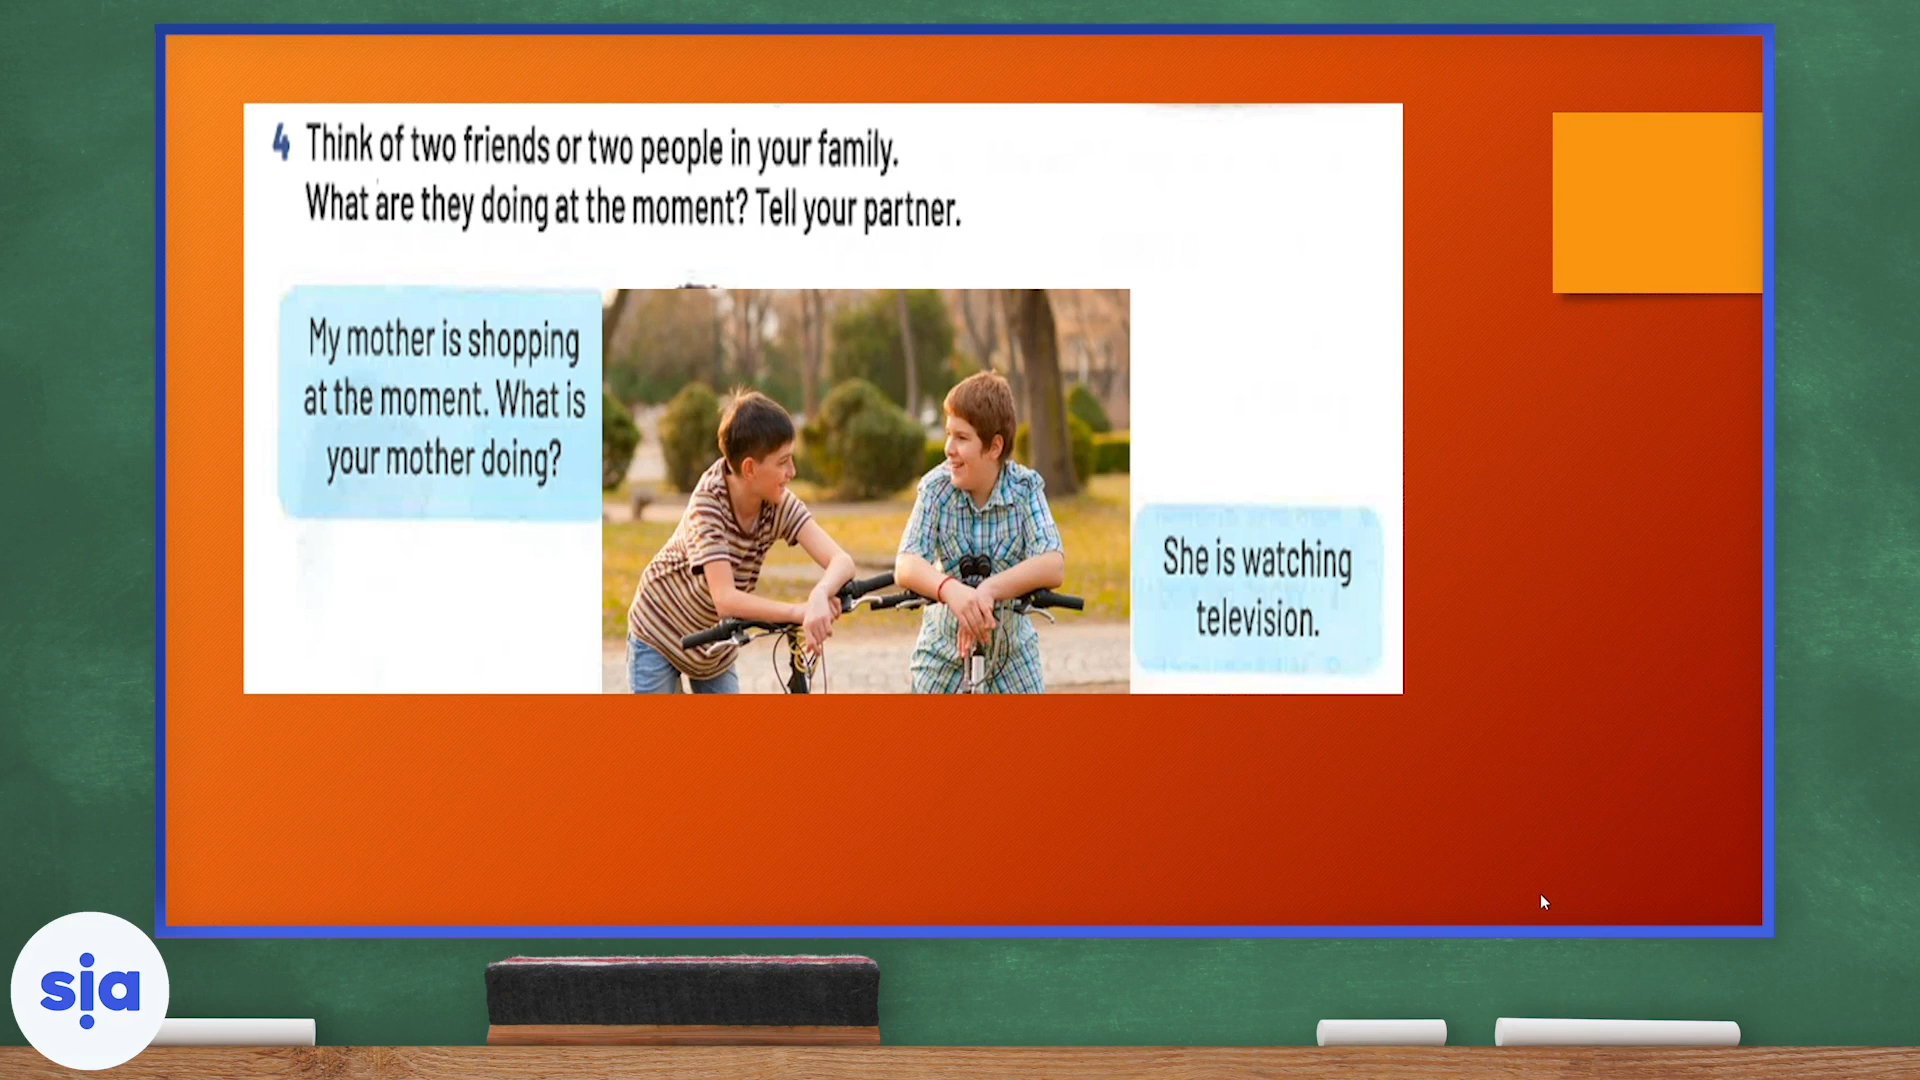 4 Think of two friends or two people in your family.
What are they doing at the moment? Tell your partner.
My mother is shopping
at the moment. What is
your mother doing?
She is watching
television.
sia